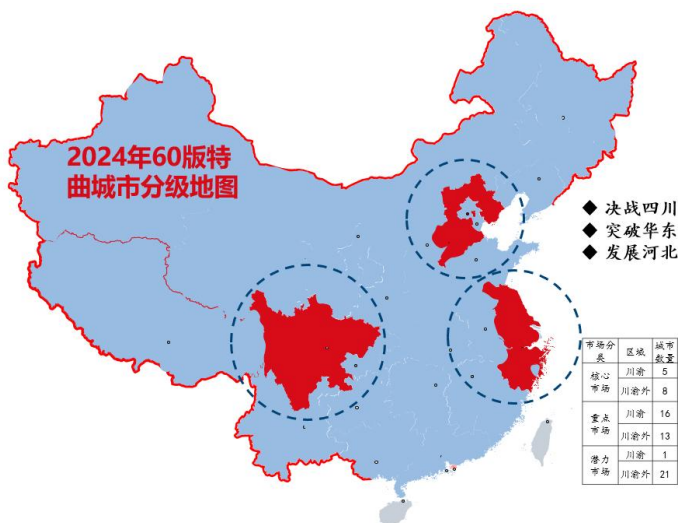 2024年60版特
曲城市分级地图
◆ 决战四川
◆ 突破华东
◆ 发展河北
市场分类 区域 城市数量
核心市场 川渝 5
川渝外 8
重点市场 川渝 16
川渝外 13
潜力市场 川渝 1
川渝外 21